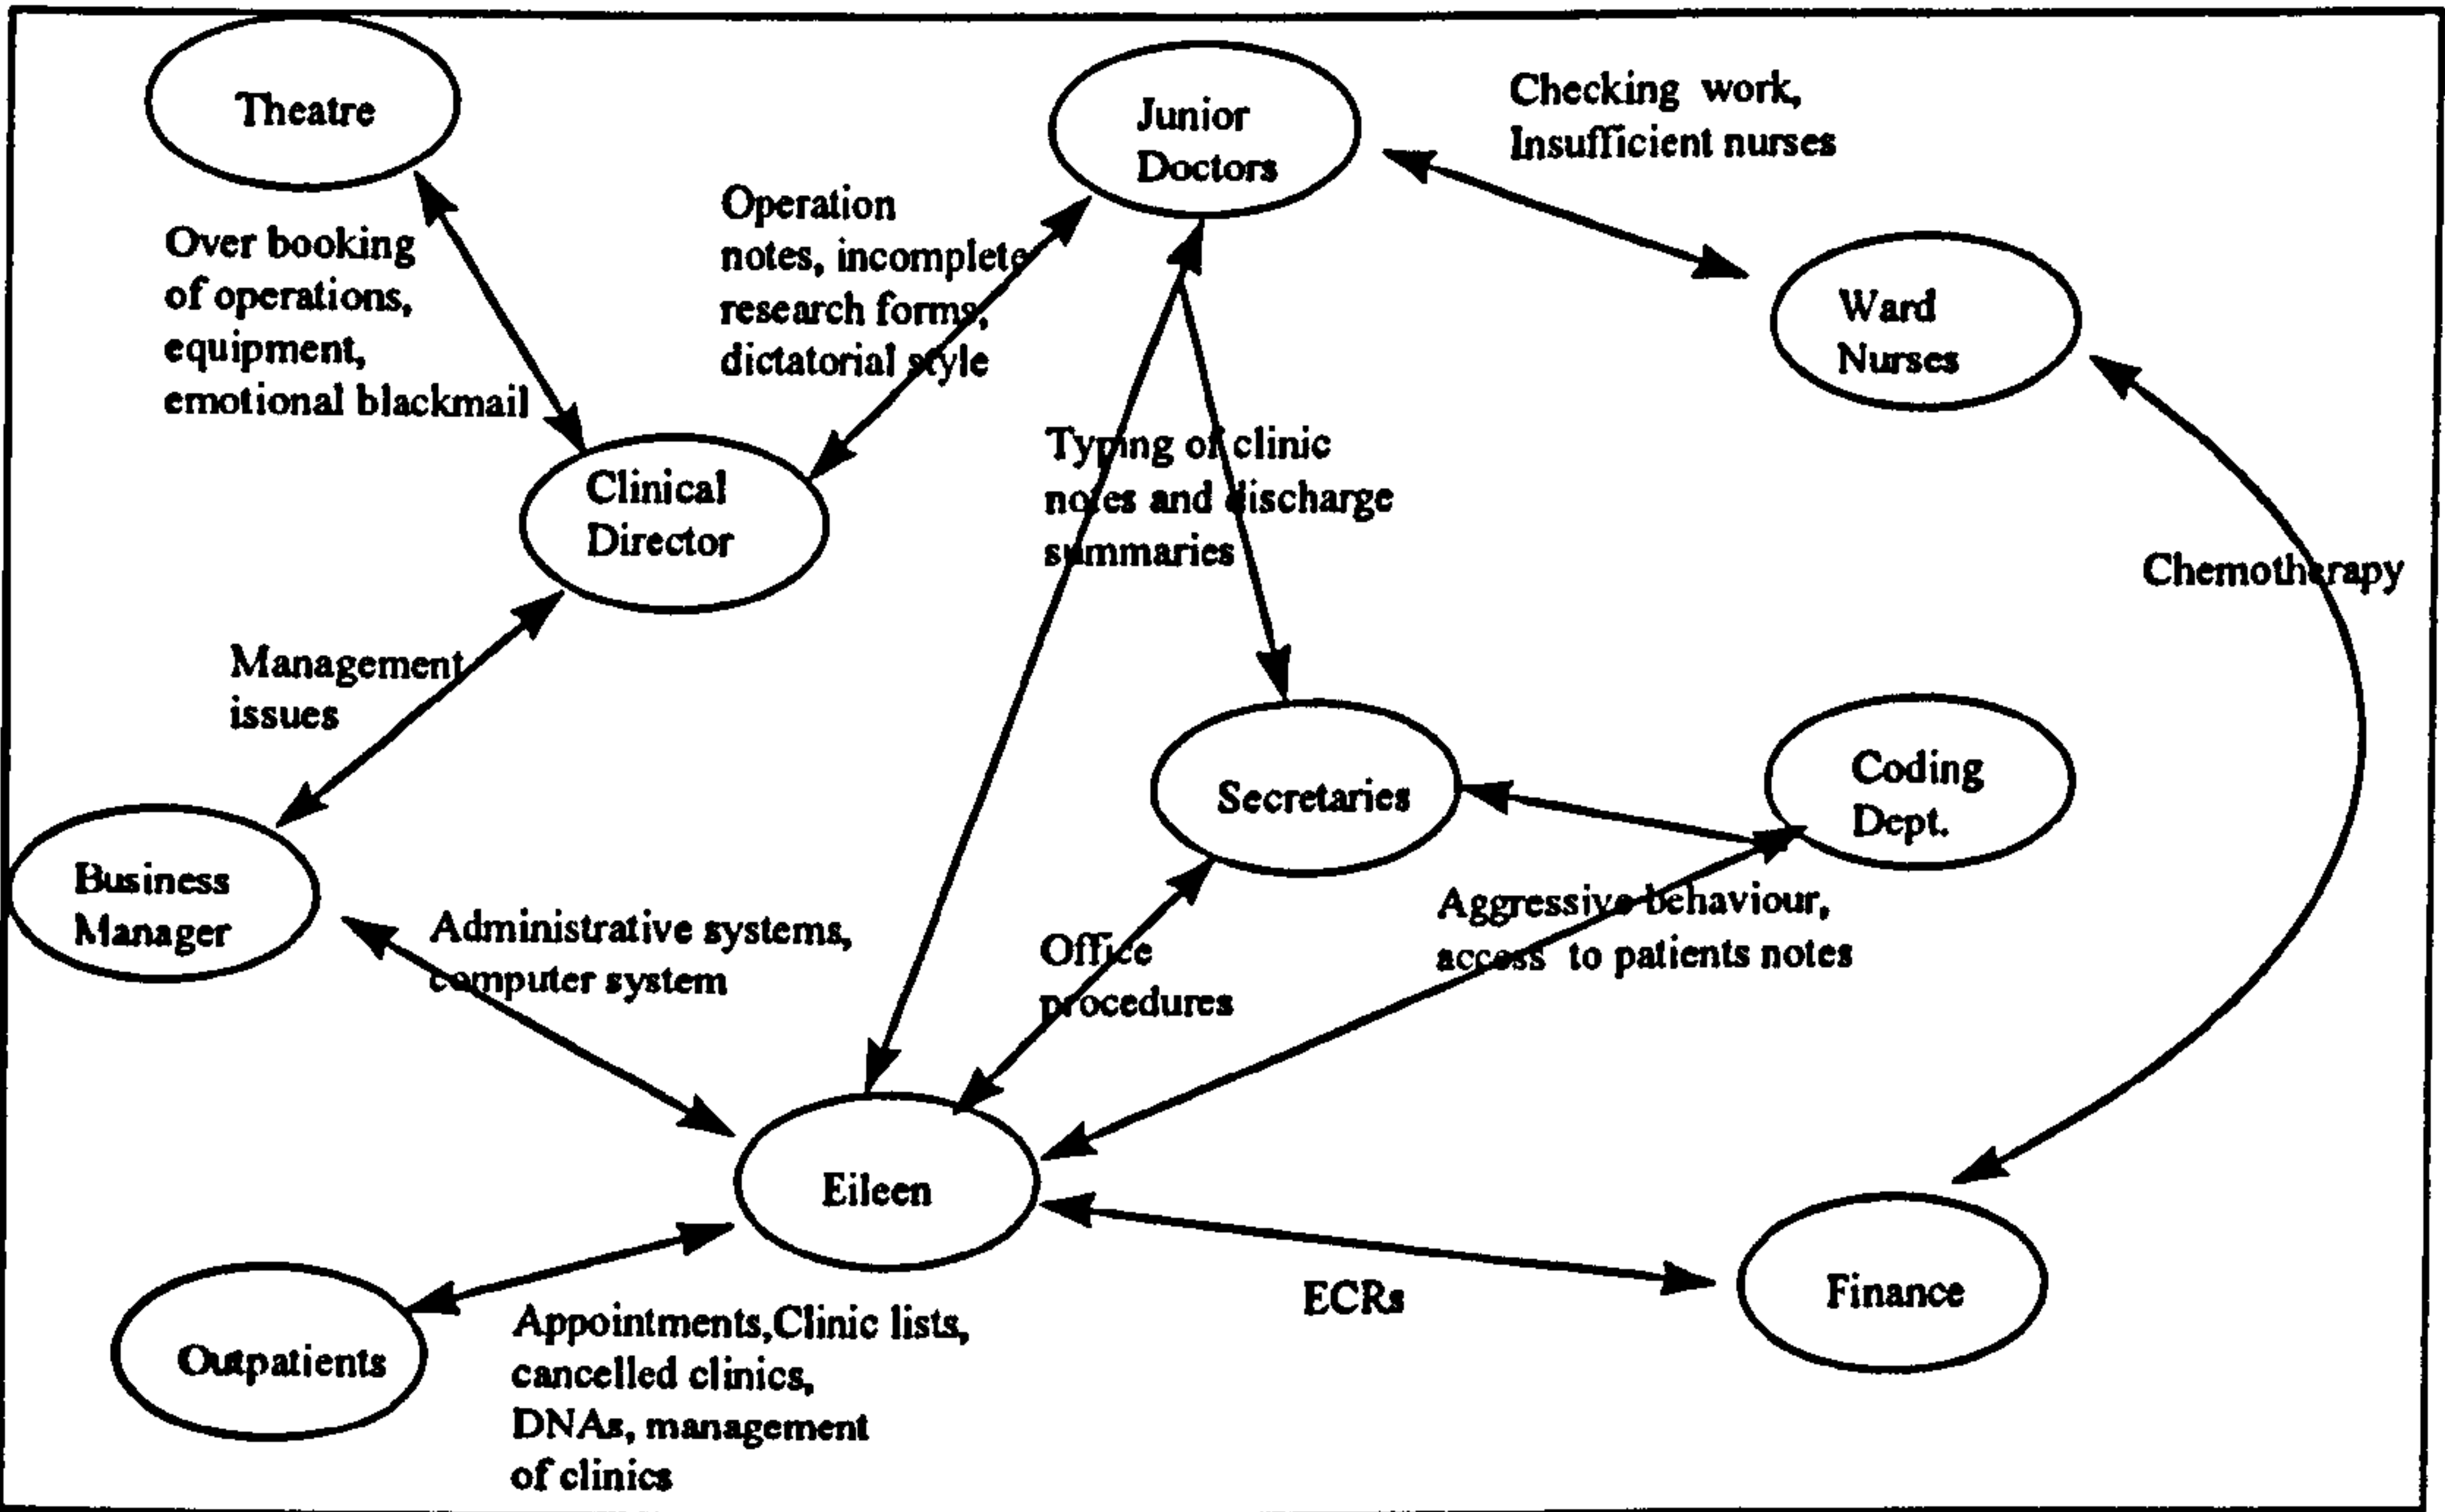 Theatre
Junior
Doctors
Checking work,
Insufficient nurses
Operation
notes, incomplete
research forms,
dictatorial style
Over booking
of operations,
equipment,
emotional blackmail
Ward
Nurses
Clinical
Director
Typing of clinic
notes and discharge
summaries
Chemotherapy
Management
issues
Secretaries
Coding
Dept.
Business
Manager
Administrative systems,
computer system
Office
procedures
Aggressive behaviour,
access to patients notes
Eileen
ECRs
Finance
Outpatients
Appointments,Clinic lists,
cancelled clinics,
DNAs, management
of clinics